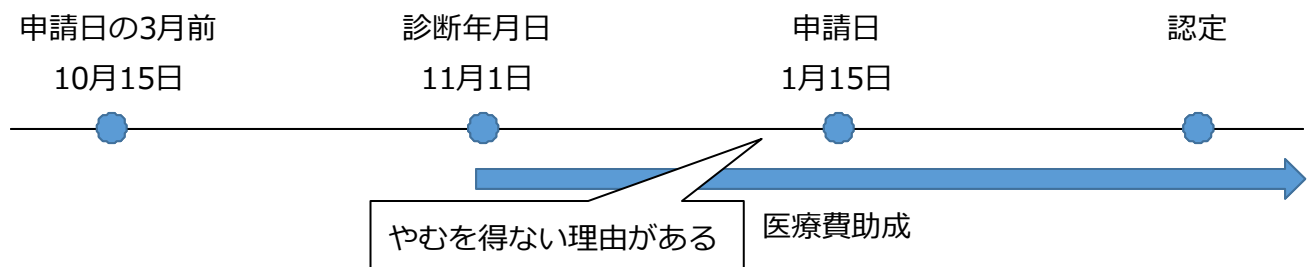 申請日の3月前
10月15日
診断年月日
11月1日
申請日
1月15日
認定
やむを得ない理由がある
医療費助成